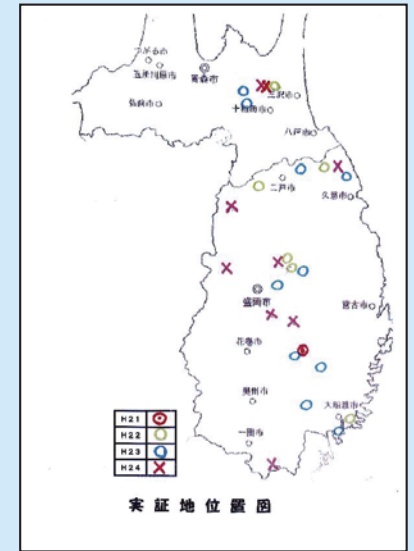 つがる市
五所川原市
青森市
弘前市
三沢市
十和田市
八戸市
二戸市
久慈市
盛岡市
宮古市
花巻市
奥州市
大船渡市
一関市
H21
H22
H23
H24
実証地位置図